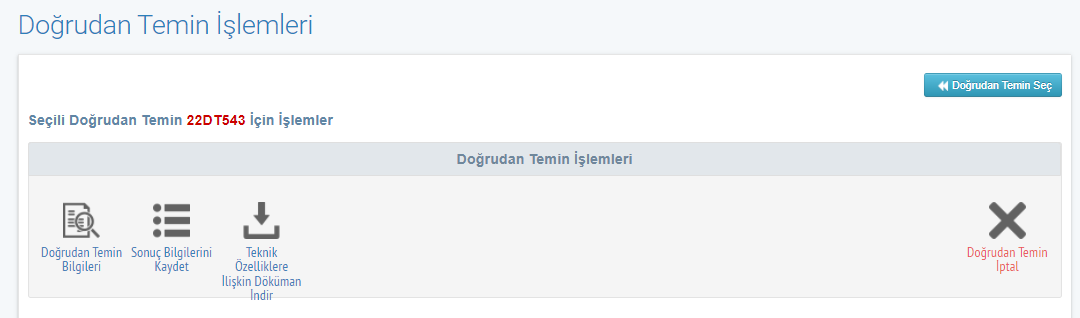 Doğrudan Temin İşlemleri
Doğrudan Temin Seç
Seçili Doğrudan Temin 22DT543 İçin İşlemler
Doğrudan Temin İşlemleri
Doğrudan Temin
Bilgileri
Sonuç Bilgilerini
Kaydet
Teknik
Özelliklere
İlişkin Döküman
İndir
Doğrudan Temin
İptal